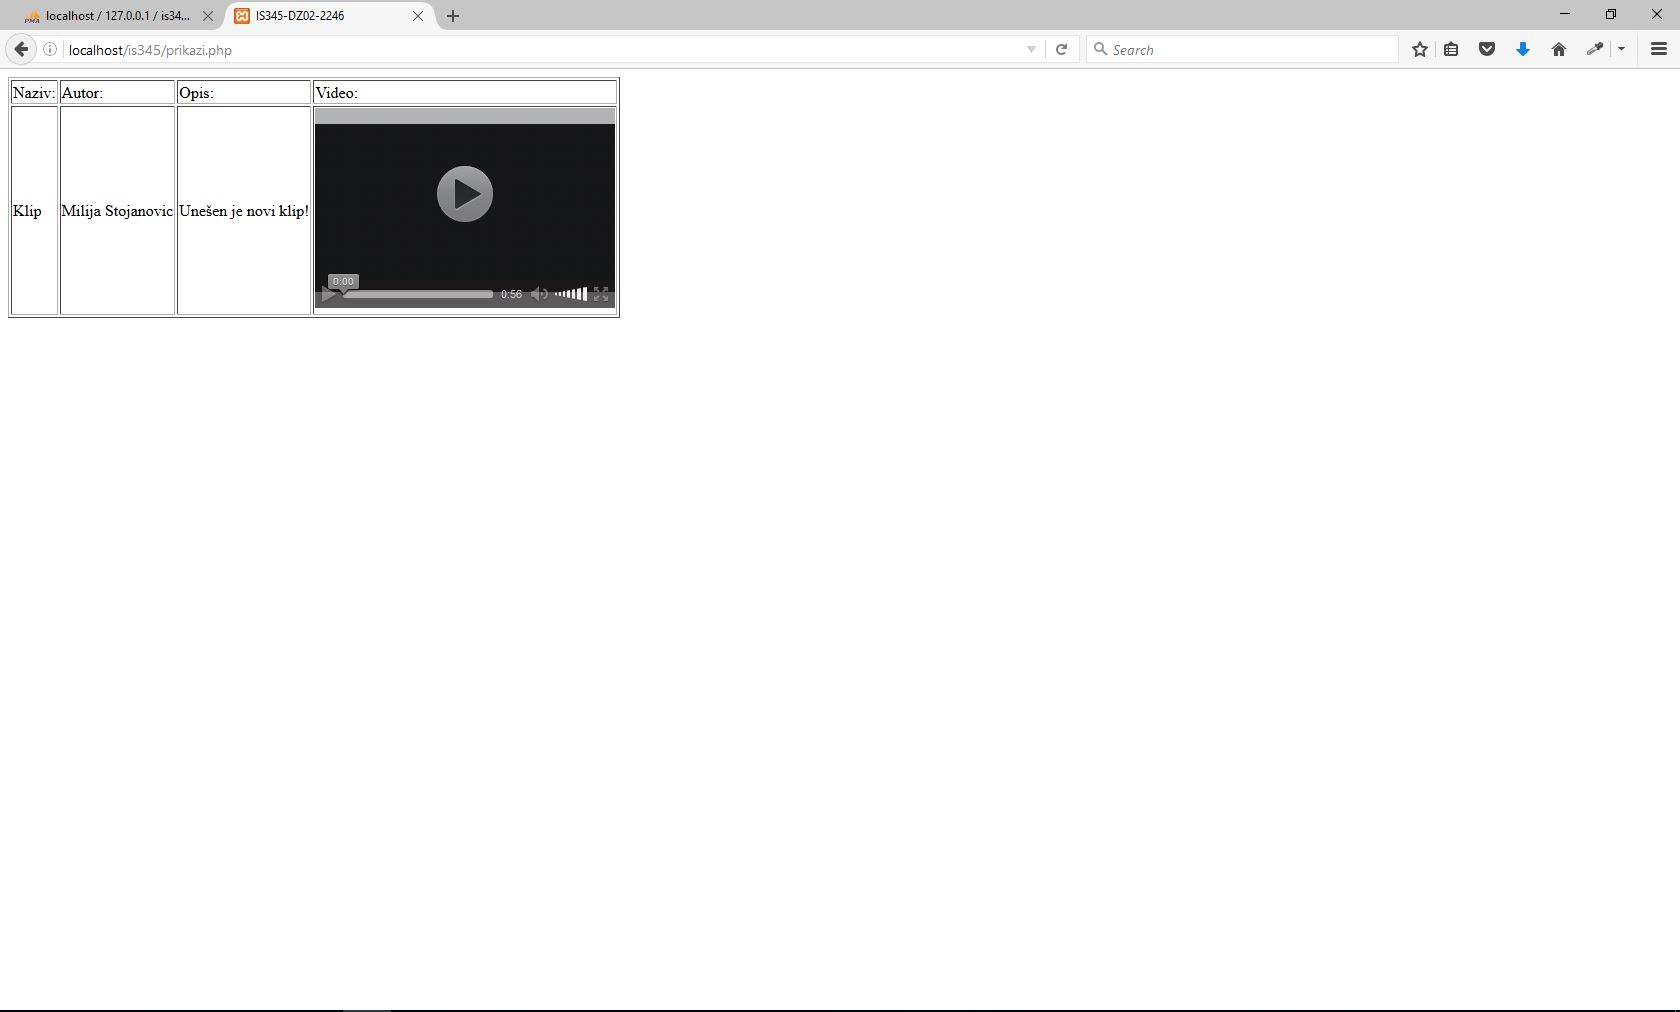 PMA localhost / 127.0.0.1 / is34... IS345-DZ02-2246
localhost/is345/prikazi.php Search
Naziv: Autor: Opis: Video:
Klip Milija Stojanovic Unešen je novi klip!
0:00
0:56